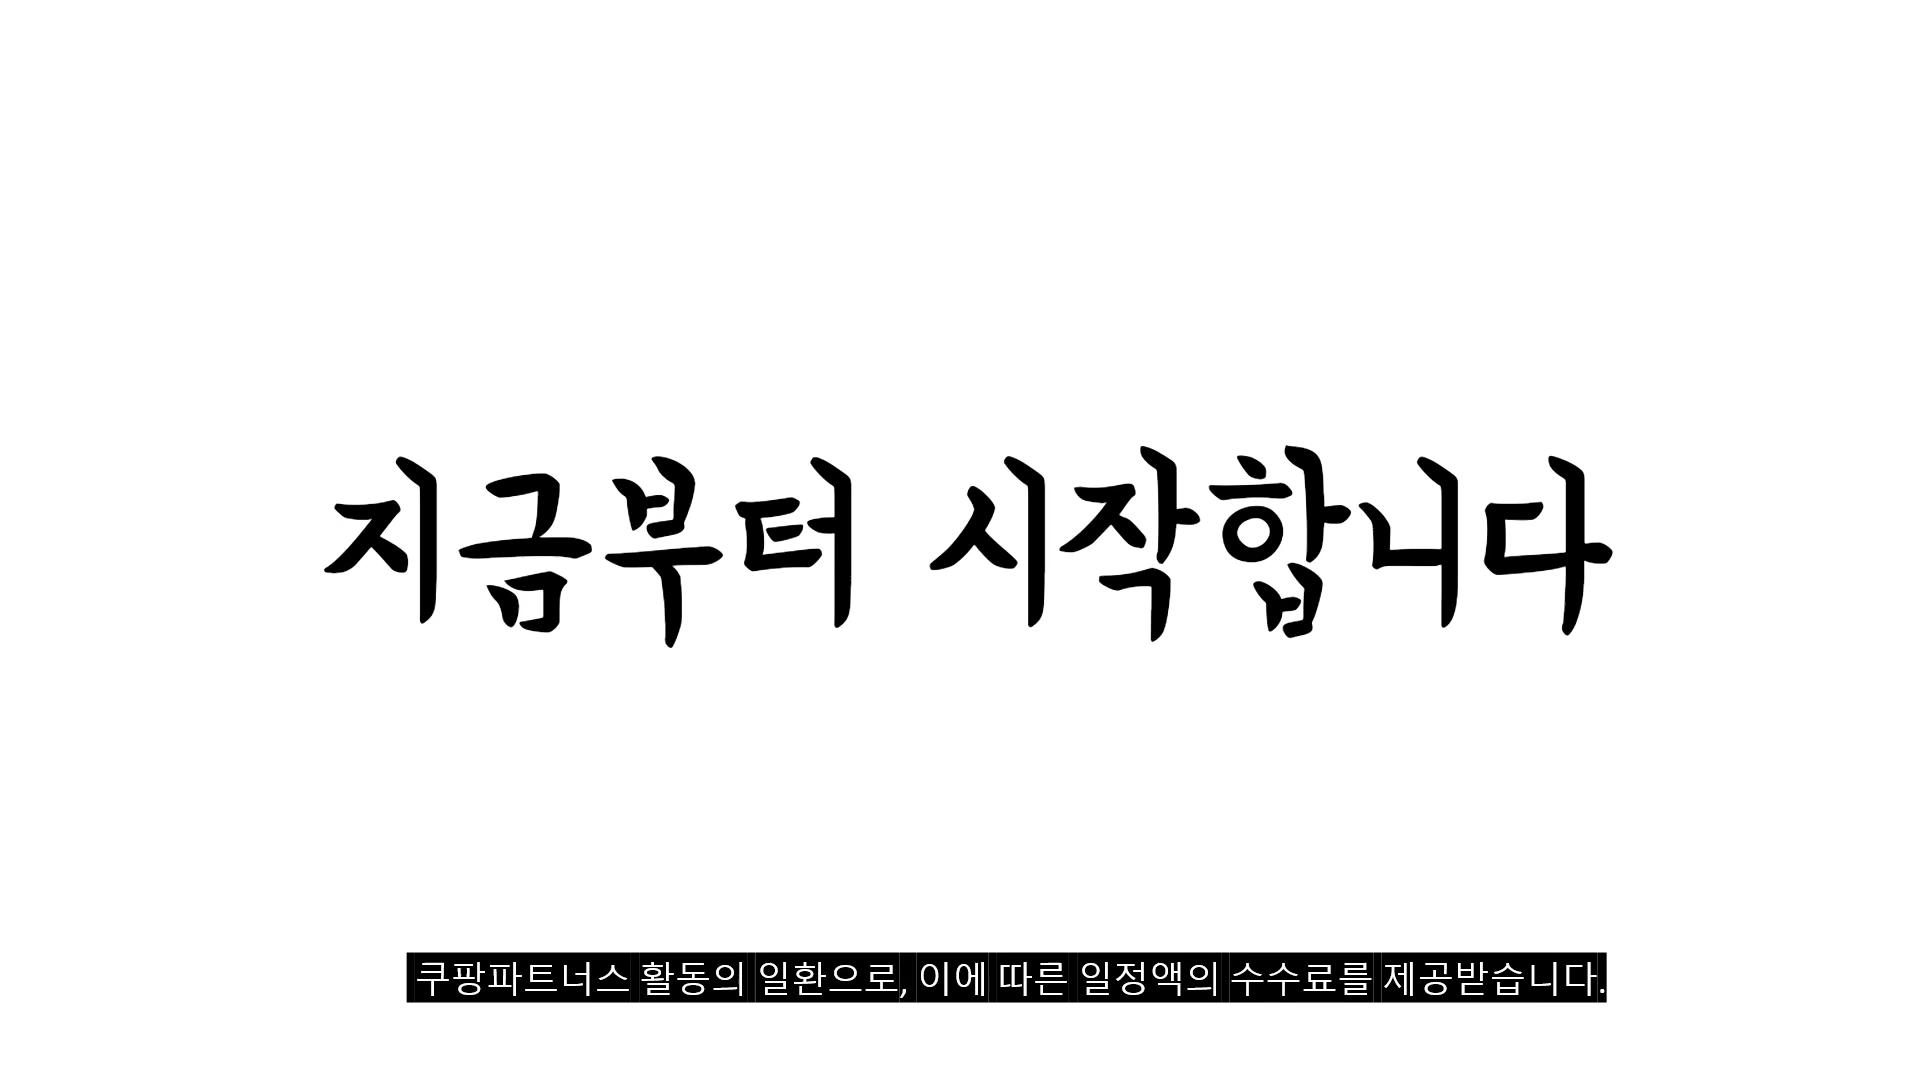 지금부터 시작합니다
쿠팡파트너스 활동의 일환으로, 이에 따른 일정액의 수수료를 제공받습니다.